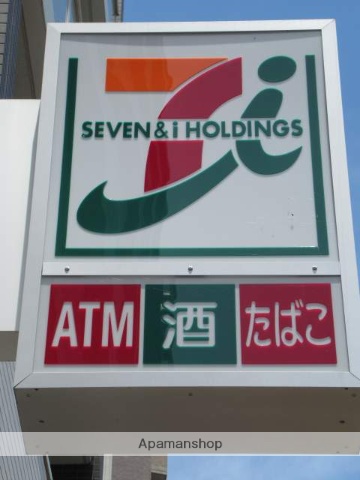 SEVEN & i HOLDINGS
ATM 酒 たばこ
Apamanshop